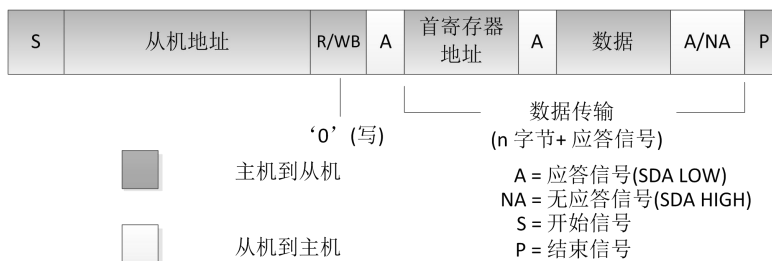 S 从机地址 R/WB A 首寄存器地址 A 数据 A/NA P
‘0’ (写)
数据传输
(n 字节+ 应答信号)
主机到从机
从机到主机
A = 应答信号(SDA LOW)
NA = 无应答信号(SDA HIGH)
S = 开始信号
P = 结束信号